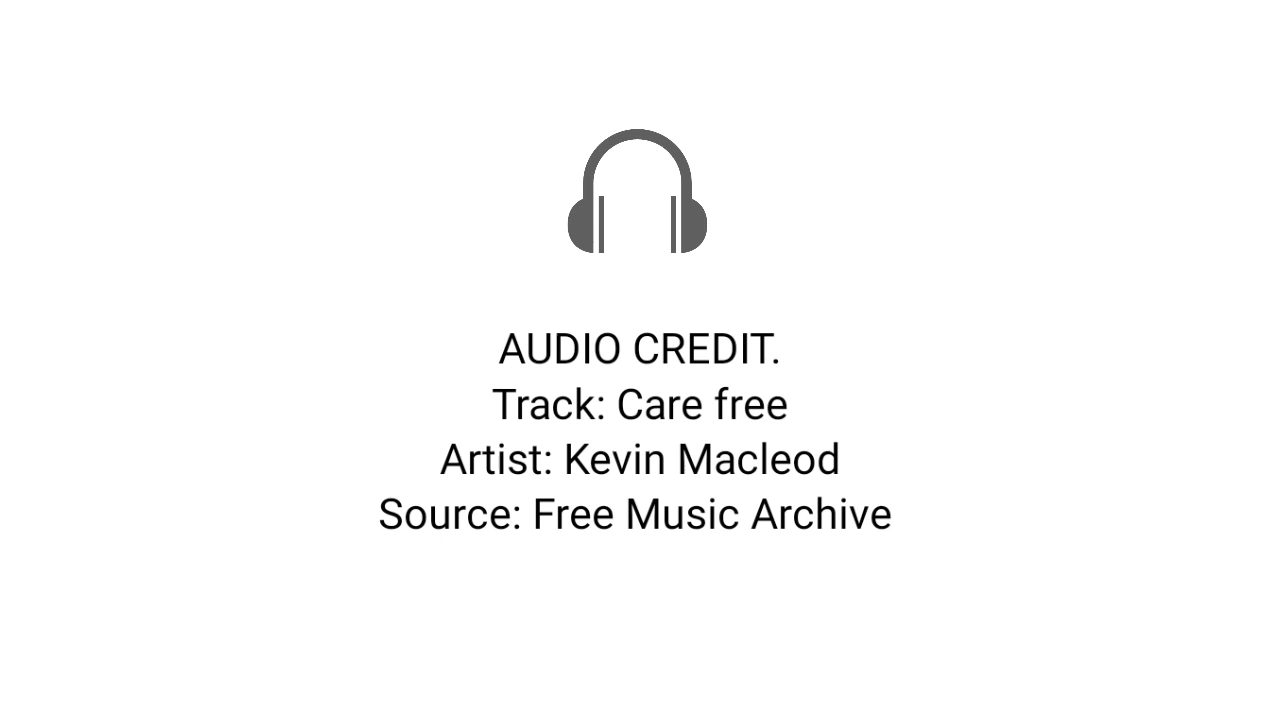 AUDIO CREDIT.
Track: Care free
Artist: Kevin Macleod
Source: Free Music Archive